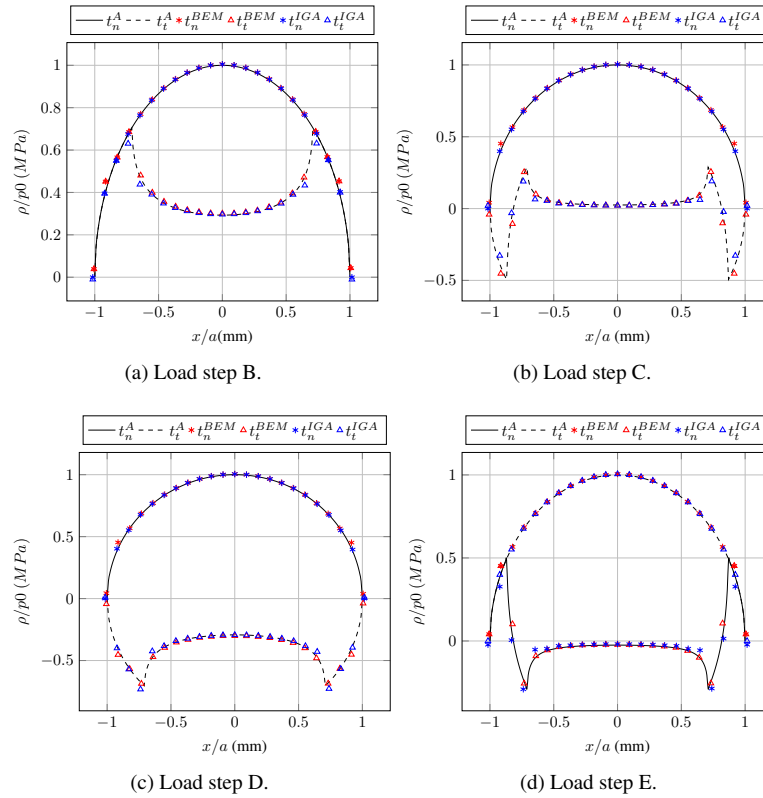 t_n^A t_t^A t_n^{BEM} t_t^{BEM} t_n^{IGA} t_t^{IGA}
1
0.8
0.6
0.4
0.2
0
ρ/p0 (MPa)
−1 −0.5 0 0.5 1
x/a(mm)
(a) Load step B.
t_n^A t_t^A t_n^{BEM} t_t^{BEM} t_n^{IGA} t_t^{IGA}
1
0.5
0
−0.5
ρ/p0 (MPa)
−1 −0.5 0 0.5 1
x/a (mm)
(b) Load step C.
t_n^A t_t^A t_n^{BEM} t_t^{BEM} t_n^{IGA} t_t^{IGA}
1
0.5
0
−0.5
ρ/p0 (MPa)
−1 −0.5 0 0.5 1
x/a (mm)
(c) Load step D.
t_n^A t_t^A t_n^{BEM} t_t^{BEM} t_n^{IGA} t_t^{IGA}
1
0.5
0
ρ/p0 (MPa)
−1 −0.5 0 0.5 1
x/a (mm)
(d) Load step E.